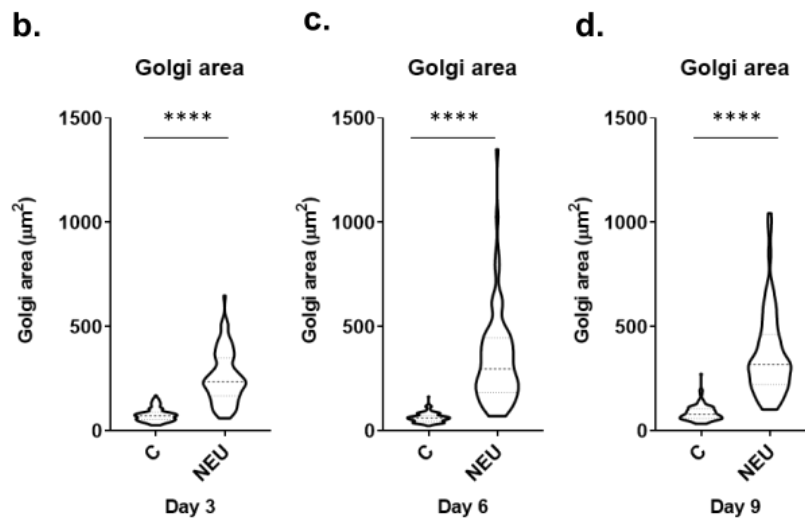 b.
Golgi area
****
1500
1000
500
0
Golgi area (μm²)
C
NEU
Day 3
c.
Golgi area
****
1500
1000
500
0
Golgi area (μm²)
C
NEU
Day 6
d.
Golgi area
****
1500
1000
500
0
Golgi area (μm²)
C
NEU
Day 9